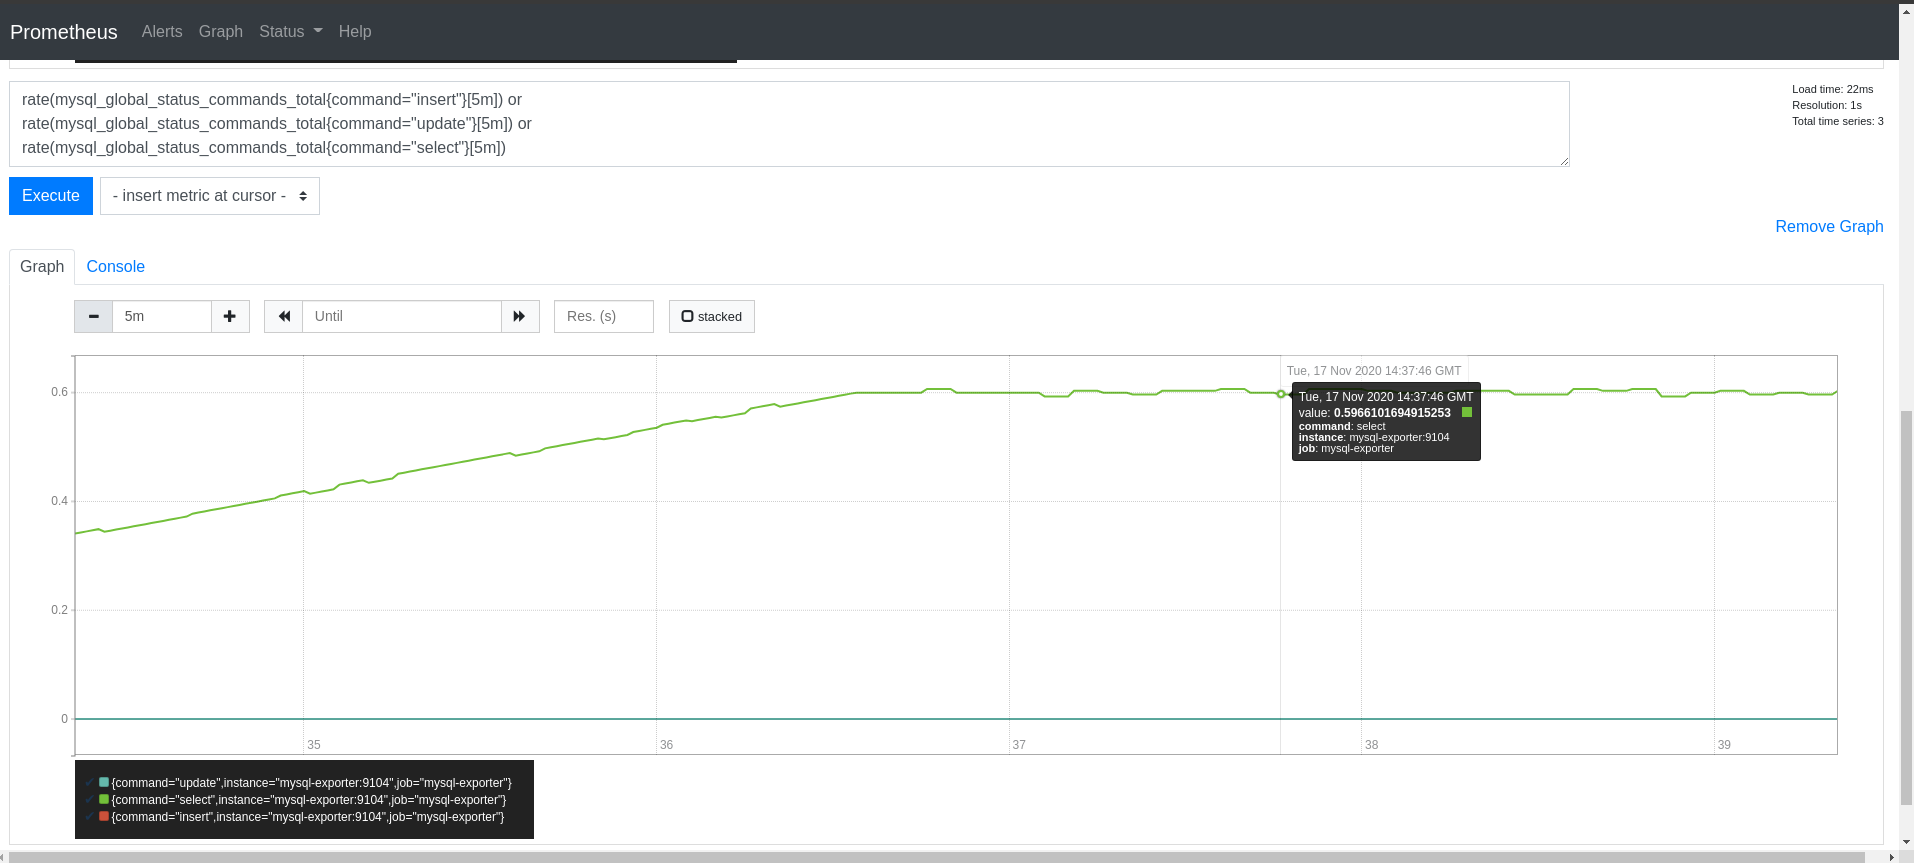 Prometheus Alerts Graph Status Help
rate(mysql_global_status_commands_total{command="insert"}[5m]) or
rate(mysql_global_status_commands_total{command="update"}[5m]) or
rate(mysql_global_status_commands_total{command="select"}[5m])
Load time: 22ms
Resolution: 1s
Total time series: 3
Execute - insert metric at cursor -
Remove Graph
Graph Console
5m Until Res. (s) stacked
Tue, 17 Nov 2020 14:37:46 GMT
Tue, 17 Nov 2020 14:37:46 GMT
value: 0.5966101694915253
command: select
instance: mysql-exporter:9104
job: mysql-exporter
0.6
0.4
0.2
0
35 36 37 38 39
{command="update",instance="mysql-exporter:9104",job="mysql-exporter"}
{command="select",instance="mysql-exporter:9104",job="mysql-exporter"}
{command="insert",instance="mysql-exporter:9104",job="mysql-exporter"}